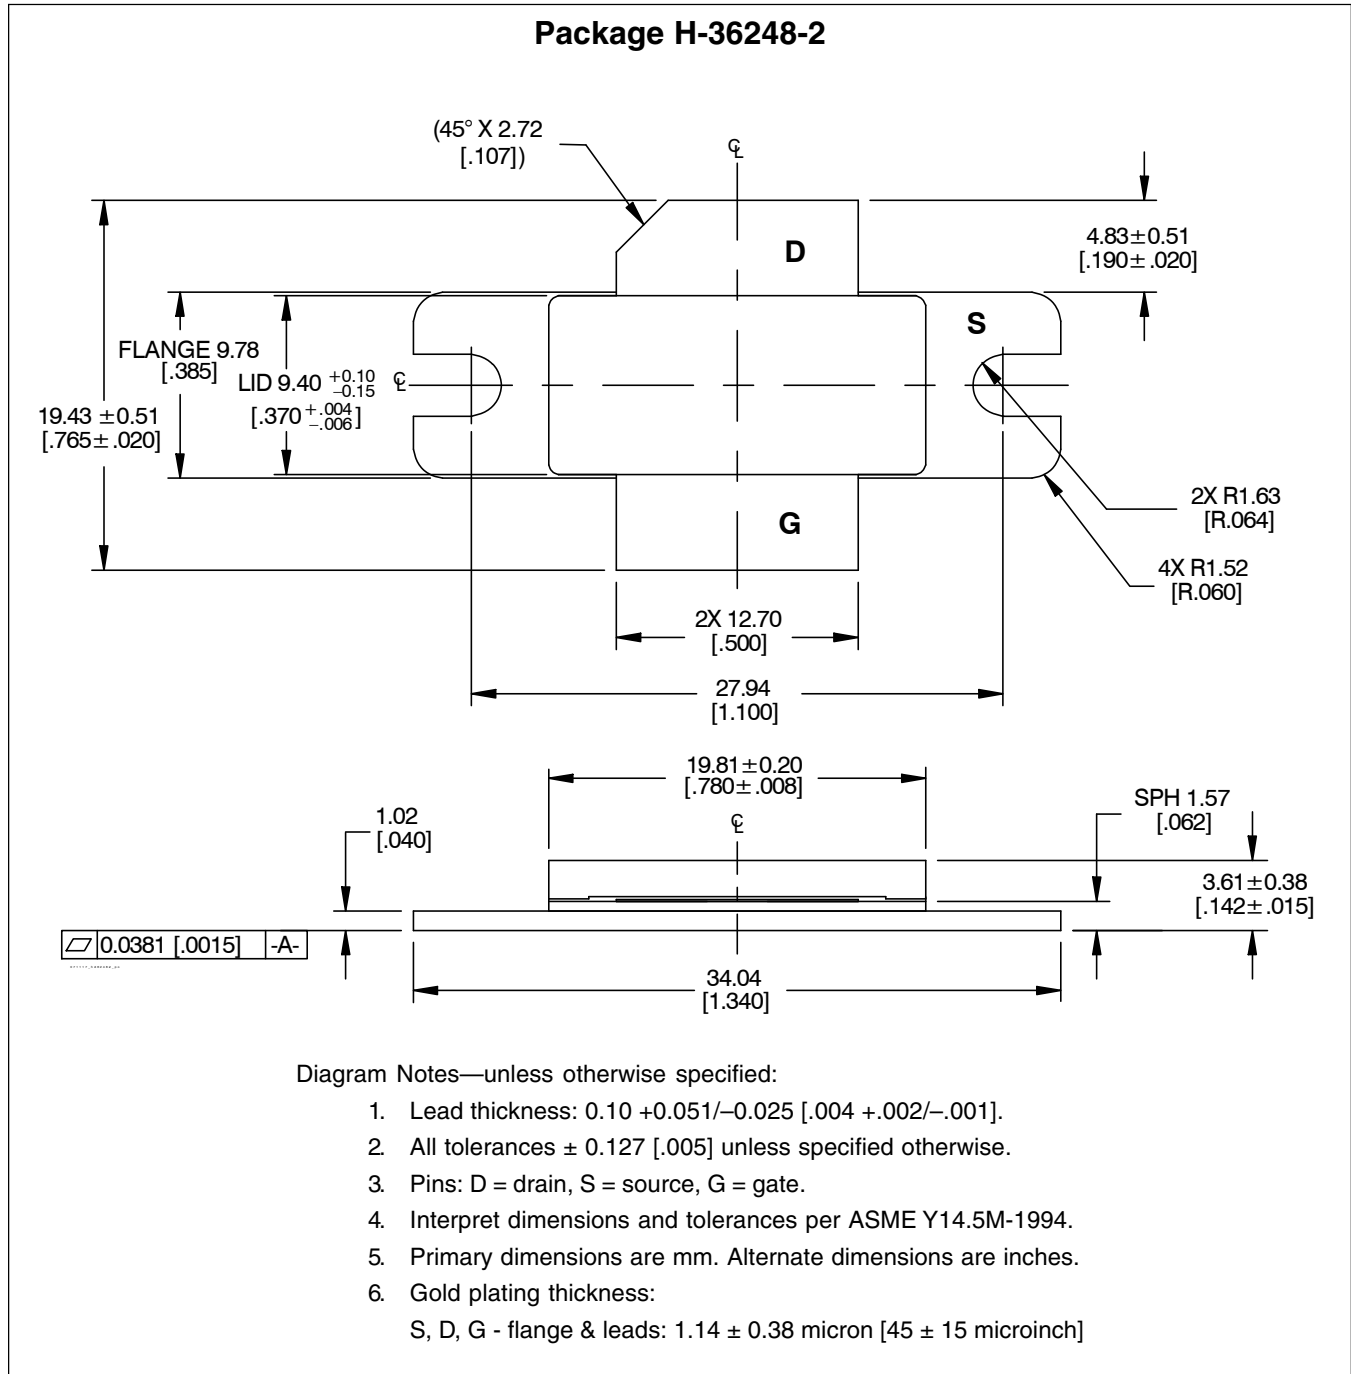 Package H-36248-2
(45° X 2.72
[.107])
C
L
D
4.83±0.51
[.190±.020]
S
FLANGE 9.78
[.385]
LID 9.40 +0.10
–0.15
C
L
[.370 +.004
–.006]
19.43 ±0.51
[.765±.020]
2X R1.63
[R.064]
G
4X R1.52
[R.060]
2X 12.70
[.500]
27.94
[1.100]
19.81±0.20
[.780±.008]
SPH 1.57
[.062]
1.02
[.040]
C
L
3.61±0.38
[.142±.015]
0.0381 [.0015] -A-
34.04
[1.340]
Diagram Notes—unless otherwise specified:
1. Lead thickness: 0.10 +0.051/–0.025 [.004 +.002/–.001].
2. All tolerances ± 0.127 [.005] unless specified otherwise.
3. Pins: D = drain, S = source, G = gate.
4. Interpret dimensions and tolerances per ASME Y14.5M-1994.
5. Primary dimensions are mm. Alternate dimensions are inches.
6. Gold plating thickness:
S, D, G - flange & leads: 1.14 ± 0.38 micron [45 ± 15 microinch]